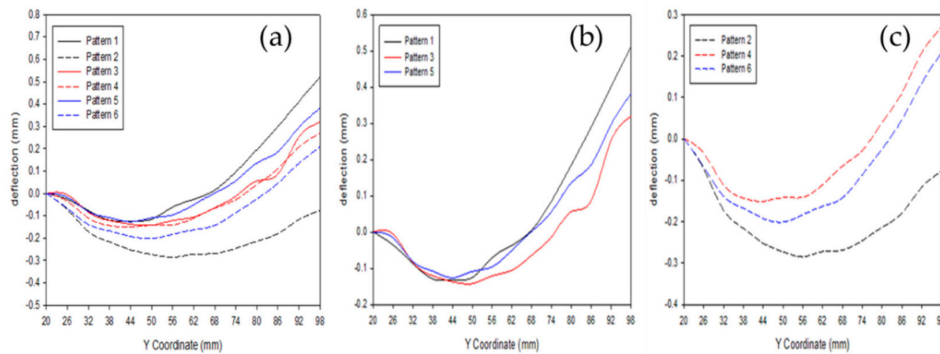 (a)
Pattern 1
Pattern 2
Pattern 3
Pattern 4
Pattern 5
Pattern 6
deflection (mm)
0.8
0.7
0.6
0.5
0.4
0.3
0.2
0.1
0.0
-0.1
-0.2
-0.3
-0.4
-0.5
20 26 32 38 44 50 56 62 68 74 80 86 92 98
Y Coordinate (mm)
(b)
Pattern 1
Pattern 3
Pattern 5
deflection (mm)
0.6
0.5
0.4
0.3
0.2
0.1
0.0
-0.1
-0.2
20 26 32 38 44 50 56 62 68 74 80 86 92 98
Y Coordinate (mm)
(c)
Pattern 2
Pattern 4
Pattern 6
deflection (mm)
0.3
0.2
0.1
0.0
-0.1
-0.2
-0.3
-0.4
20 26 32 38 44 50 56 62 68 74 80 86 92
Y Coordinate (mm)